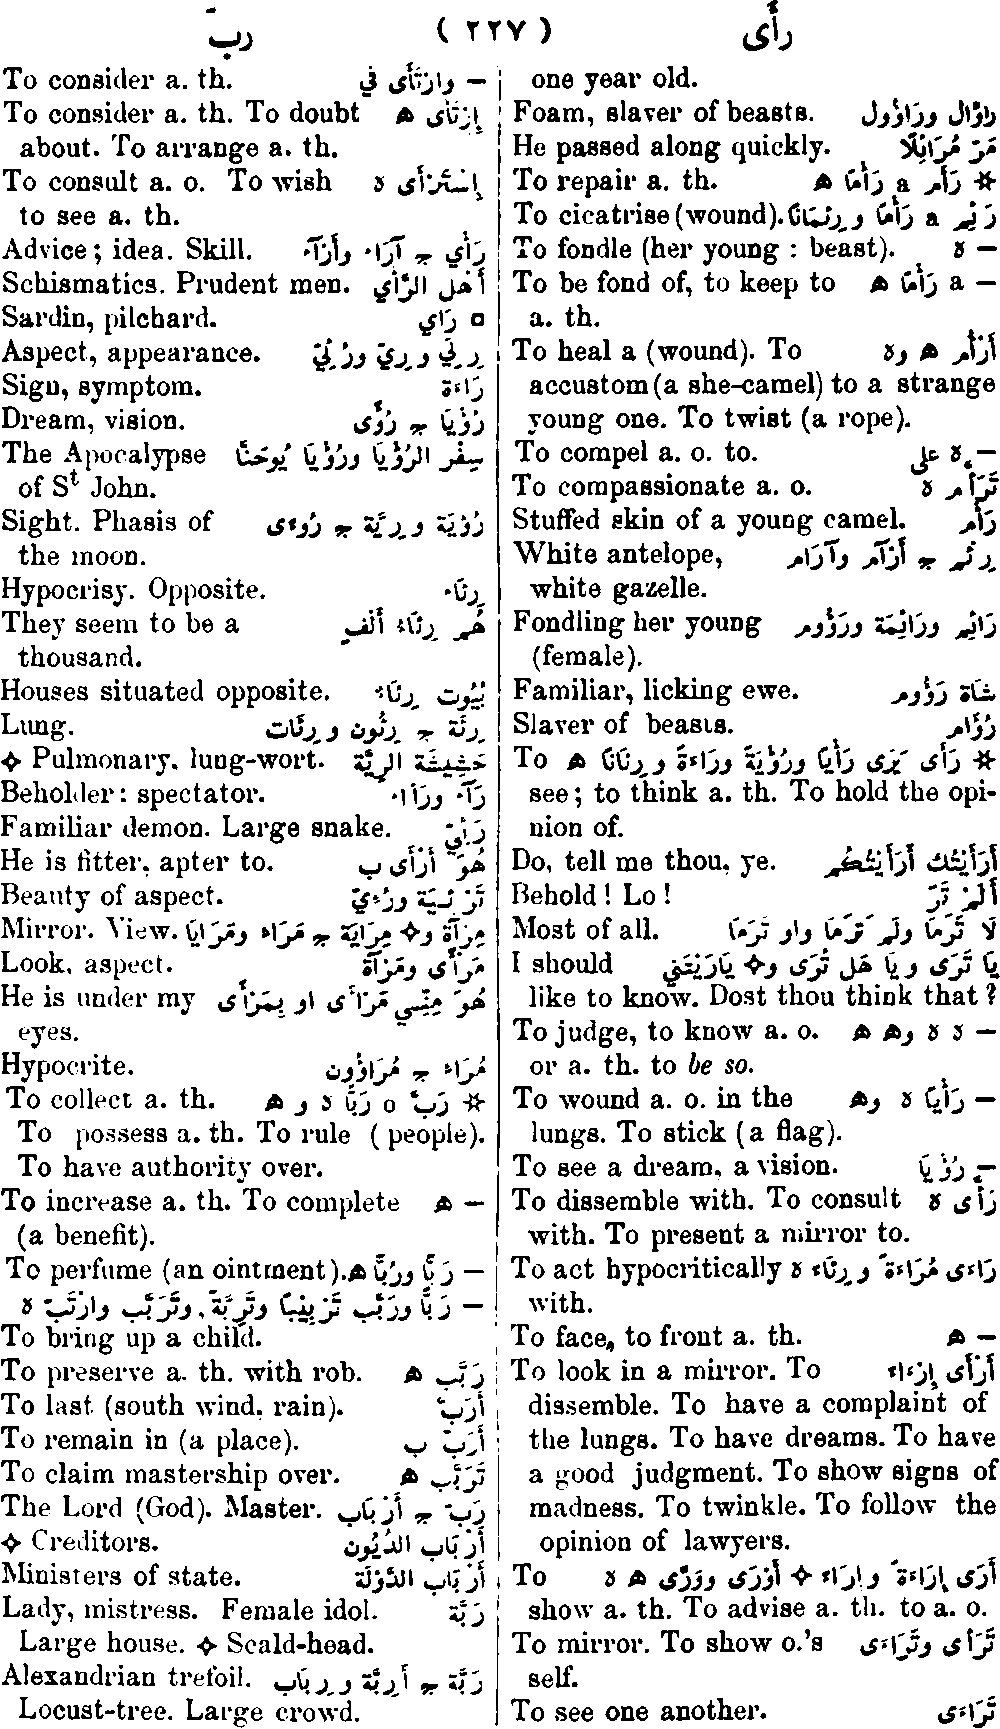 ربّ ( ٢٢٧ ) رأى
one year old.
Foam, slaver of beasts. رُؤَال ورَاؤُول
He passed along quickly. مَرَّ مُرَائِلًا
To repair a. th. ✲ رَأَم a رَأْمًا ه
To cicatrise (wound). رَئِم a رَأْمًا و رِئْمَانًا
To fondle (her young : beast). — ه
To be fond of, to keep to — a رَأْمًا ه
a. th.
To heal a (wound). To أَرْأَم ه وه
accustom (a she-camel) to a strange
young one. To twist (a rope).
To compel a. o. to. — ه على
To compassionate a. o. تَرَأَّم ه
Stuffed skin of a young camel. رَأْم
White antelope, رِئْم ج أَرْآم وآرَام
white gazelle.
Fondling her young رَائِم ورَائِمَة ورَؤُوم
(female).
Familiar, licking ewe. شَاة رَؤُوم
Slaver of beasts. رُؤَام
To ✲ رَأَى يَرَى رَأْيًا ورُؤْيَةً ورَاءَةً و رِئْيَانًا ه
see ; to think a. th. To hold the opi-
nion of.
Do, tell me thou, ye. أَرَأَيْتَكَ أَرَأَيْتَكُم
Behold ! Lo ! أَلَمْ تَرَ
Most of all. لَا تَرَمَا ولَم تَرَمَا واو تَرَمَا
I should يَا تَرَى و يَا هَل تُرَى و❖ يَارَيْتَنِي
like to know. Dost thou think that ?
To judge, to know a. o. — ه ه وه ه
or a. th. to be so.
To wound a. o. in the — رَأْيًا ه وه
lungs. To stick (a flag).
To see a dream, a vision. — رُؤْيَا
To dissemble with. To consult رَأَى ه
with. To present a mirror to.
To act hypocritically رَاءَى مُرَاءَةً و رِئَاء ه
with.
To face, to front a. th. — ه
To look in a mirror. To أَرْأَى إِرْءَاء
dissemble. To have a complaint of
the lungs. To have dreams. To have
a good judgment. To show signs of
madness. To twinkle. To follow the
opinion of lawyers.
To أَرَى إِرَاءَةً وإِرَاء ❖ أَوْرَى ووَرَّى ه ه
show a. th. To advise a. th. to a. o.
To mirror. To show o.'s تَرَأَّى وتَرَاءَى
self.
To see one another. تَرَاءَى
To consider a. th. — وارْتَأَى في
To consider a. th. To doubt إِرْتَأَى ه
about. To arrange a. th.
To consult a. o. To wish إِسْتَرْأَى ه
to see a. th.
Advice ; idea. Skill. رَأْي ج آرَاء وأَرْآء
Schismatics. Prudent men. أَهْل الرَّأْي
Sardin, pilchard. □ رَاي
Aspect, appearance. رِئِيّ و رِيّ ورُئِيّ
Sign, symptom. رَاءَة
Dream, vision. رُؤْيَا ج رُؤًى
The Apocalypse سِفْر الرُّؤْيَا ورُؤْيَا يُوحَنَّا
of St John.
Sight. Phasis of رُؤْيَة و رِيَّة ج رُوءَى
the moon.
Hypocrisy. Opposite. رِئَاء
They seem to be a هُم رِئَاء أَلْفٍ
thousand.
Houses situated opposite. بُيُوت رِئَاء
Lung. رِئَة ج رِئُون و رِئَات
❖ Pulmonary, lung-wort. حَشِيشَة الرِيَّة
Beholder : spectator. رَآء ورَأَّاء
Familiar demon. Large snake. رَئِيّ
He is fitter, apter to. هُوَ أَرْأَى ب
Beauty of aspect. تَرْئِيَة ورُءْيّ
Mirror. View. مِرْآة و❖ مِرَايَة ج مَرَاء ومَرَايَا
Look, aspect. مَرْأَى ومَرْآة
He is under my هُوَ مِنِّي مَرْأًى او بِمَرْأًى
eyes.
Hypocrite. مُرَاء ج مُرَاؤُون
To collect a. th. ✲ رَبَّ o رَبًّا ه و ه
To possess a. th. To rule ( people).
To have authority over.
To increase a. th. To complete — ه
(a benefit).
To perfume (an ointment). — رَبًّا ورُبًّا ه
— رَبًّا ورَبَّب تَرْبِيبًا وتَرِبَّةً, وتَرَبَّب وارْتَبَّ ه
To bring up a child.
To preserve a. th. with rob. رَبَّب ه
To last (south wind, rain). أَرَبَّ
To remain in (a place). أَرَبَّ ب
To claim mastership over. تَرَبَّب ه
The Lord (God). Master. رَبّ ج أَرْبَاب
❖ Creditors. أَرْبَاب الدُّيُون
Ministers of state. أَرْبَاب الدَّوْلَة
Lady, mistress. Female idol. رَبَّة
Large house. ❖ Scald-head.
Alexandrian trefoil. رَبَّة ج أَرِبَّة و رِبَاب
Locust-tree. Large crowd.